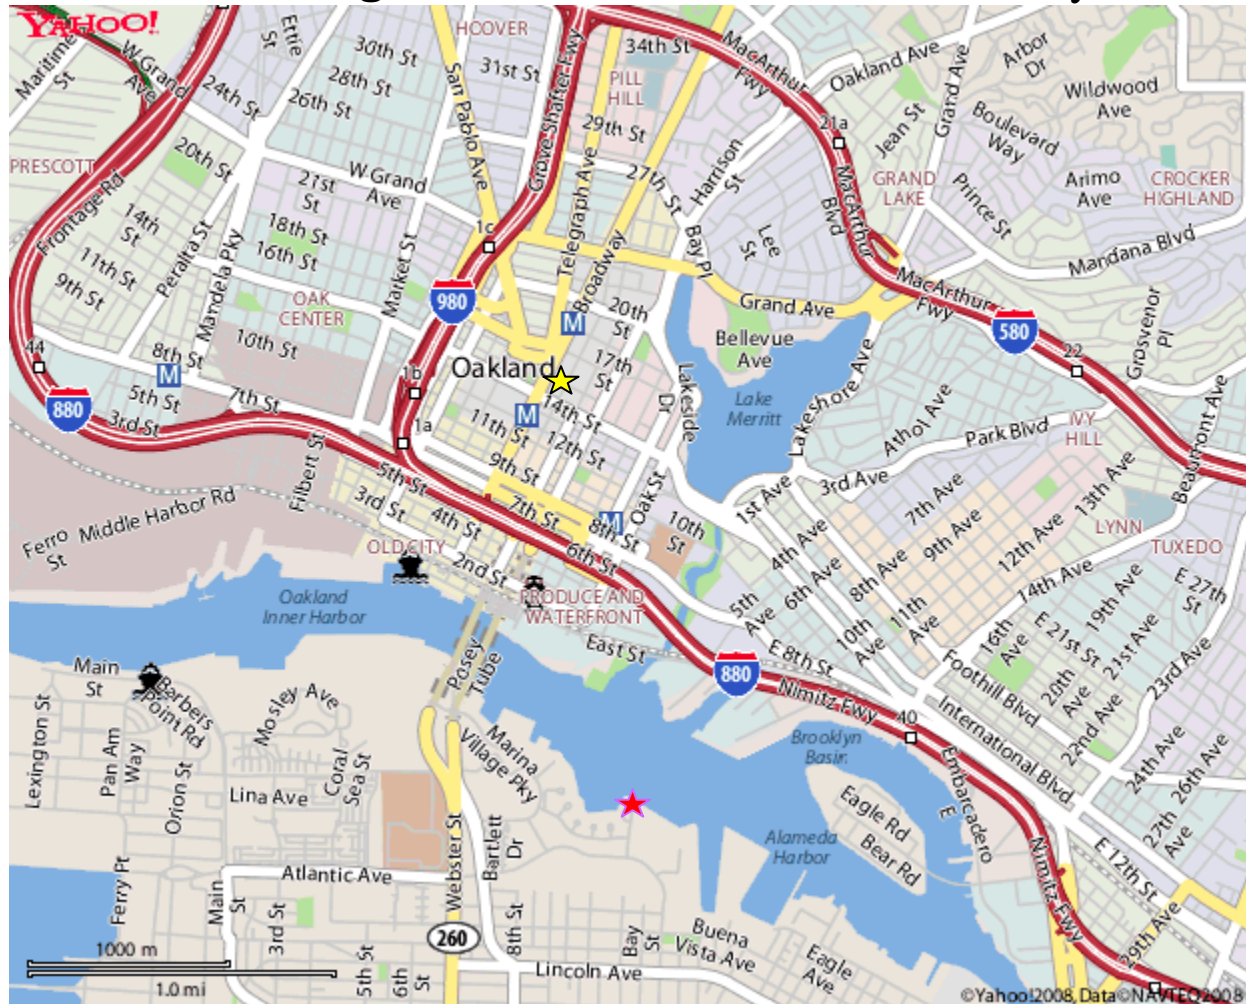 YAHOO!
HOOVER
Ettie
St
Maritime
St
W Grand
Ave
24th St
30th St
28th St
26th St
31st St
San Pablo Ave
Grove Shafter Fwy
34th St
PILL
HILL
29th St
27th St
MacArthur
Fwy
Oakland Ave
Grand Ave
Arbor
Dr
Wildwood
Ave
Boulevard
Way
Jean St
21a
Harrison
St
PRESCOTT
20th St
Frontage Rd
14th
St
11th St
9th St
Peralta St
Mandela Pky
21st
St
W Grand
Ave
18th St
16th St
Market St
1c
Telegraph Ave
Broadway
Bay Pl
Lee
St
MacArthur
Blvd
MacArthur
GRAND
LAKE
Prince St
Arimo
Ave
CROCKER
HIGHLAND
Mandana Blvd
OAK
CENTER
10th St
980
M
20th
St
Grand Ave
Bellevue
Ave
MacArthur
Fwy
580
22
Grosvenor
Pl
44
8th St
M
5th St
7th St
3rd St
880
1b
1a
Oakland
17th
St
14th St
M
11th St
12th St
9th St
Lakeside
Dr
Lake
Merritt
Lakeshore Ave
Athol Ave
Park Blvd
IVY
HILL
Beaumont Ave
Filbert St
5th St
3rd St
4th St
7th St
M
8th St
Oak St
10th
St
1st Ave
3rd Ave
7th Ave
13th Ave
LYNN
TUXEDO
Ferro
St
Middle Harbor Rd
OLD CITY
2nd St
6th St
4th Ave
6th Ave
8th Ave
9th Ave
12th Ave
14th Ave
E 27th
St
Oakland
Inner Harbor
PRODUCE AND
WATERFRONT
East St
5th
Ave
10th
Ave
11th
Ave
E 8th St
16th
Ave
E 21st St
19th Ave
21st Ave
20th Ave
22nd Ave
23rd Ave
Main
St
Barbers
Point Rd
Mosley Ave
Posey
Tube
880
Nimitz Fwy
40
Foothill Blvd
International Blvd
Lexington St
Pan Am
Way
Orion St
Coral
Sea St
Lina Ave
Marina
Village Pky
Brooklyn
Basin
Embarcadero
E
24th Ave
26th Ave
27th
Ave
Eagle Rd
Bear Rd
Alameda
Harbor
Ferry Pt
Main
St
Atlantic Ave
Webster St
Bartlett
Dr
Nimitz Fwy
E 12th St
3rd St
5th St
6th
St
260
8th St
Bay
St
Buena
Vista Ave
Eagle
Ave
29th Ave
Lincoln Ave
1000 m
1.0 mi
©Yahoo!2008, Data©NAVTEQ2008